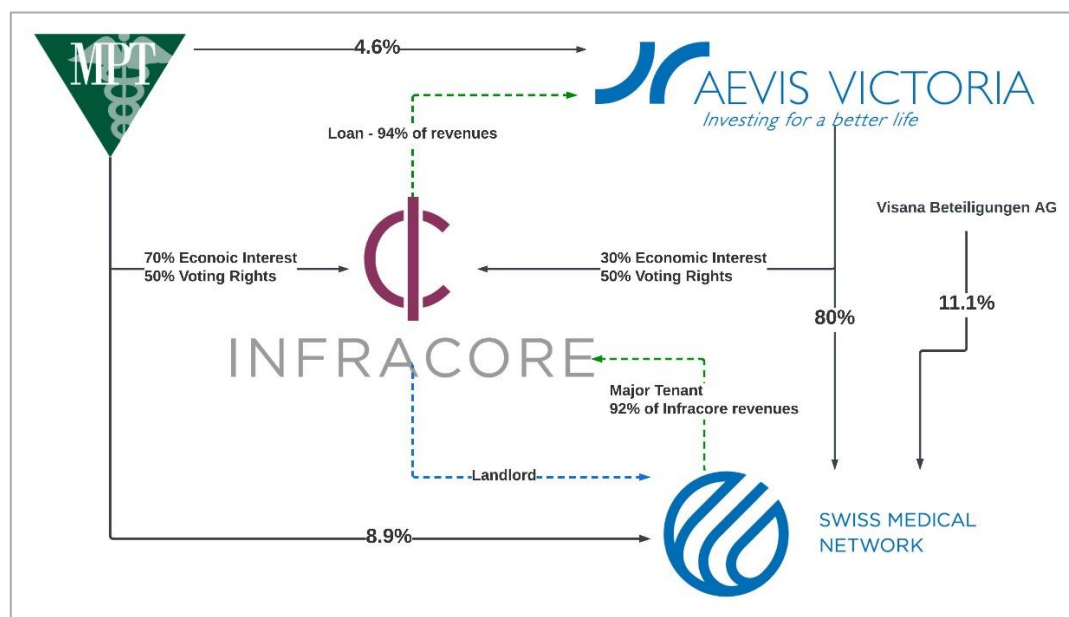 MPT
4.6%
AEVIS VICTORIA
Investing for a better life
Loan - 94% of revenues
Visana Beteiligungen AG
70% Econoic Interest
50% Voting Rights
30% Economic Interest
50% Voting Rights
80%
11.1%
INFRACORE
Major Tenant
92% of Infracore revenues
Landlord
8.9%
SWISS MEDICAL
NETWORK